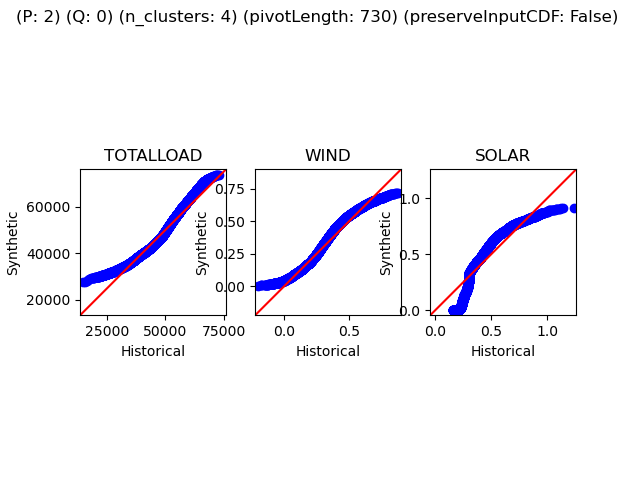 (P: 2) (Q: 0) (n_clusters: 4) (pivotLength: 730) (preserveInputCDF: False)
TOTALLOAD
WIND
SOLAR
60000
40000
20000
Synthetic
25000
50000
75000
Historical
0.75
0.50
0.25
0.00
Synthetic
0.0
0.5
Historical
1.0
0.5
0.0
Synthetic
0.0
0.5
1.0
Historical